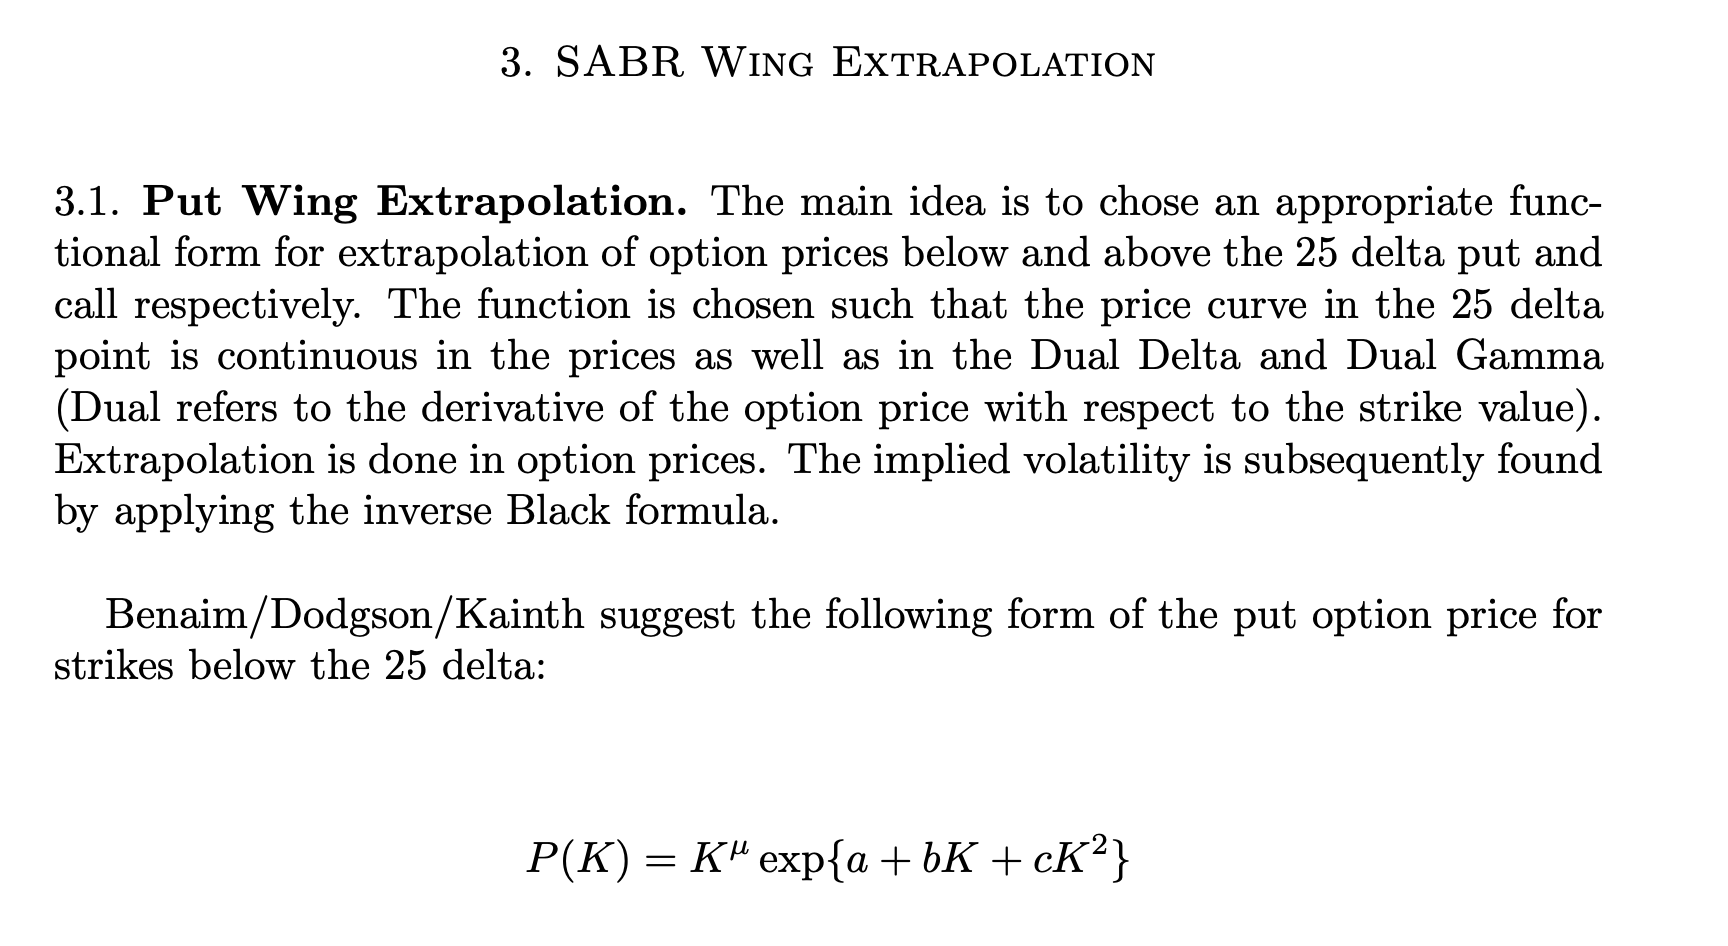 3. SABR WING EXTRAPOLATION
3.1. Put Wing Extrapolation. The main idea is to chose an appropriate func-
tional form for extrapolation of option prices below and above the 25 delta put and
call respectively. The function is chosen such that the price curve in the 25 delta
point is continuous in the prices as well as in the Dual Delta and Dual Gamma
(Dual refers to the derivative of the option price with respect to the strike value).
Extrapolation is done in option prices. The implied volatility is subsequently found
by applying the inverse Black formula.
Benaim/Dodgson/Kainth suggest the following form of the put option price for
strikes below the 25 delta:
P(K) = K^μ exp{a + bK + cK²}